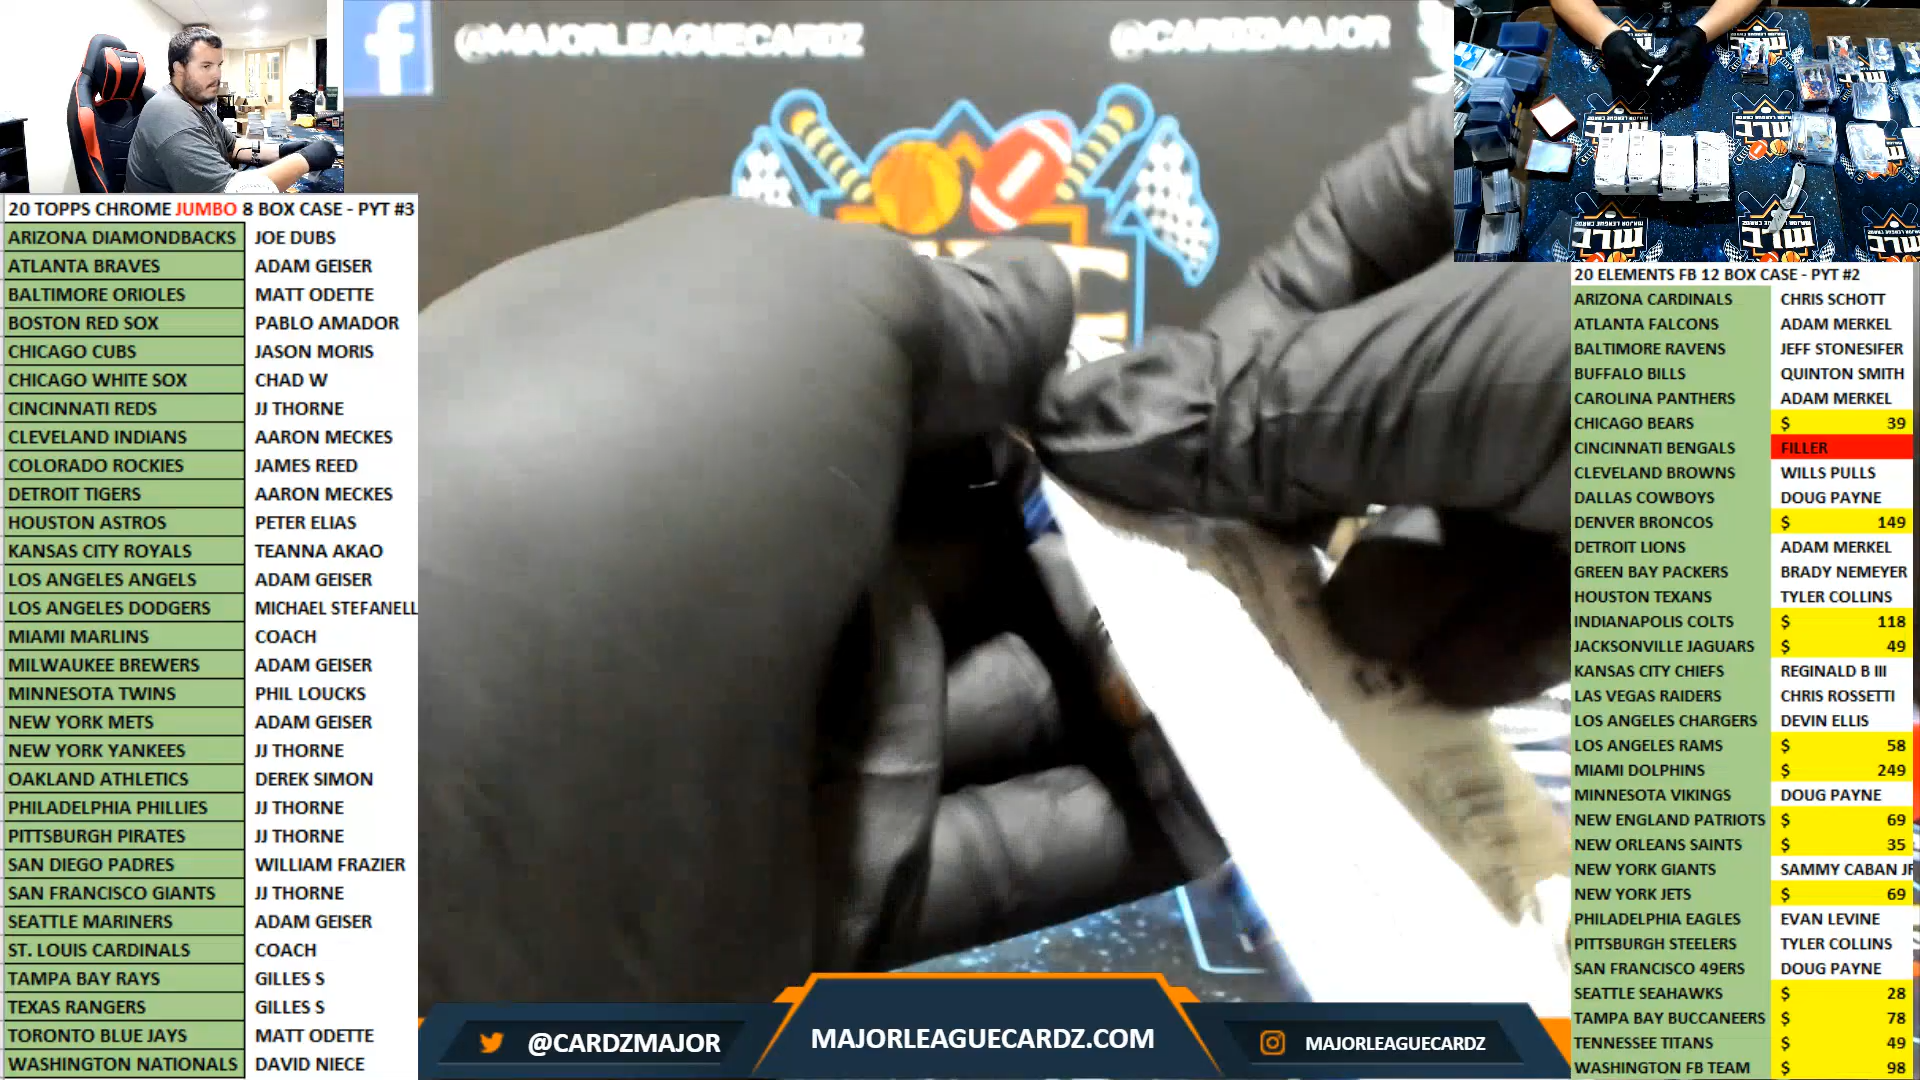 @MAJORLEAGUECARDZ
@CARDZMAJOR
20 TOPPS CHROME JUMBO 8 BOX CASE - PYT #3
ARIZONA DIAMONDBACKS JOE DUBS
ATLANTA BRAVES ADAM GEISER
BALTIMORE ORIOLES MATT ODETTE
BOSTON RED SOX PABLO AMADOR
CHICAGO CUBS JASON MORIS
CHICAGO WHITE SOX CHAD W
CINCINNATI REDS JJ THORNE
CLEVELAND INDIANS AARON MECKES
COLORADO ROCKIES JAMES REED
DETROIT TIGERS AARON MECKES
HOUSTON ASTROS PETER ELIAS
KANSAS CITY ROYALS TEANNA AKAO
LOS ANGELES ANGELS ADAM GEISER
LOS ANGELES DODGERS MICHAEL STEFANELL
MIAMI MARLINS COACH
MILWAUKEE BREWERS ADAM GEISER
MINNESOTA TWINS PHIL LOUCKS
NEW YORK METS ADAM GEISER
NEW YORK YANKEES JJ THORNE
OAKLAND ATHLETICS DEREK SIMON
PHILADELPHIA PHILLIES JJ THORNE
PITTSBURGH PIRATES JJ THORNE
SAN DIEGO PADRES WILLIAM FRAZIER
SAN FRANCISCO GIANTS JJ THORNE
SEATTLE MARINERS ADAM GEISER
ST. LOUIS CARDINALS COACH
TAMPA BAY RAYS GILLES S
TEXAS RANGERS GILLES S
TORONTO BLUE JAYS MATT ODETTE
WASHINGTON NATIONALS DAVID NIECE
20 ELEMENTS FB 12 BOX CASE - PYT #2
ARIZONA CARDINALS CHRIS SCHOTT
ATLANTA FALCONS ADAM MERKEL
BALTIMORE RAVENS JEFF STONESIFER
BUFFALO BILLS QUINTON SMITH
CAROLINA PANTHERS ADAM MERKEL
CHICAGO BEARS $ 39
CINCINNATI BENGALS FILLER
CLEVELAND BROWNS WILLS PULLS
DALLAS COWBOYS DOUG PAYNE
DENVER BRONCOS $ 149
DETROIT LIONS ADAM MERKEL
GREEN BAY PACKERS BRADY NEMEYER
HOUSTON TEXANS TYLER COLLINS
INDIANAPOLIS COLTS $ 118
JACKSONVILLE JAGUARS $ 49
KANSAS CITY CHIEFS REGINALD B III
LAS VEGAS RAIDERS CHRIS ROSSETTI
LOS ANGELES CHARGERS DEVIN ELLIS
LOS ANGELES RAMS $ 58
MIAMI DOLPHINS $ 249
MINNESOTA VIKINGS DOUG PAYNE
NEW ENGLAND PATRIOTS $ 69
NEW ORLEANS SAINTS $ 35
NEW YORK GIANTS SAMMY CABAN JR
NEW YORK JETS $ 69
PHILADELPHIA EAGLES EVAN LEVINE
PITTSBURGH STEELERS TYLER COLLINS
SAN FRANCISCO 49ERS DOUG PAYNE
SEATTLE SEAHAWKS $ 28
TAMPA BAY BUCCANEERS $ 78
TENNESSEE TITANS $ 49
WASHINGTON FB TEAM $ 98
@CARDZMAJOR
MAJORLEAGUECARDZ.COM
MAJORLEAGUECARDZ